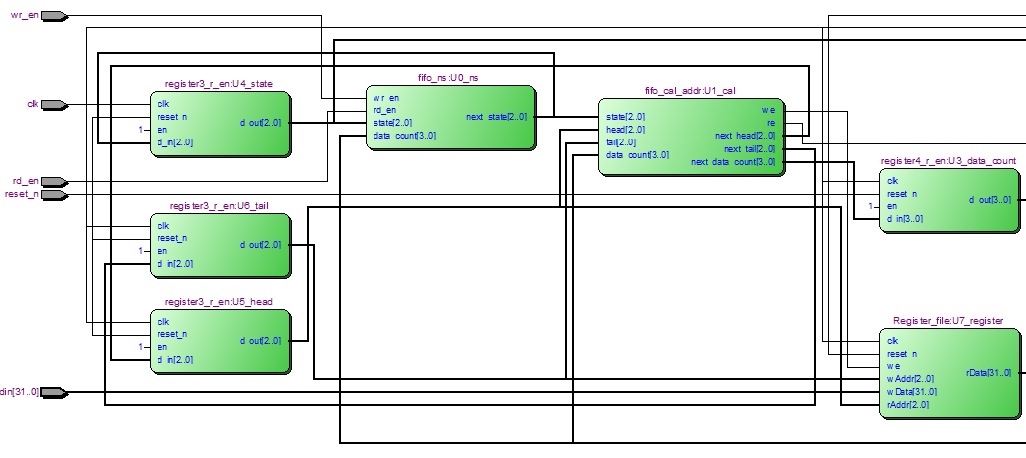 wr_en
clk
rd_en
reset_n
din[31..0]
register3_r_en:U4_state
clk
reset_n
1 en
d_in[2..0]
d_out[2..0]
register3_r_en:U6_tail
clk
reset_n
1 en
d_in[2..0]
d_out[2..0]
register3_r_en:U5_head
clk
reset_n
1 en
d_in[2..0]
d_out[2..0]
fifo_ns:U0_ns
wr_en
rd_en
state[2..0]
data_count[3..0]
next_state[2..0]
fifo_cal_addr:U1_cal
state[2..0]
head[2..0]
tail[2..0]
data_count[3..0]
we
re
next_head[2..0]
next_tail[2..0]
next_data_count[3..0]
register4_r_en:U3_data_count
clk
reset_n
1 en
d_in[3..0]
d_out[3..0]
Register_file:U7_register
clk
reset_n
we
wAddr[2..0]
wData[31..0]
rAddr[2..0]
rData[31..0]